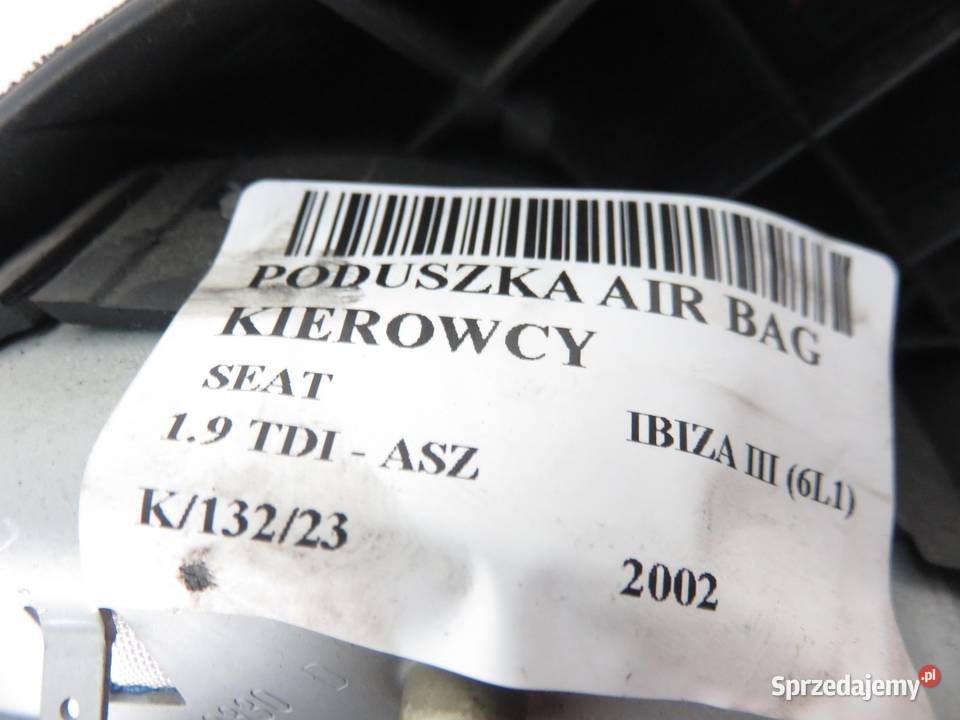 PODUSZKA AIR BAG
KIEROWCY
SEAT
IBIZA III (6L1)
1.9 TDI - ASZ
K/132/23
2002
Sprzedajemy.pl